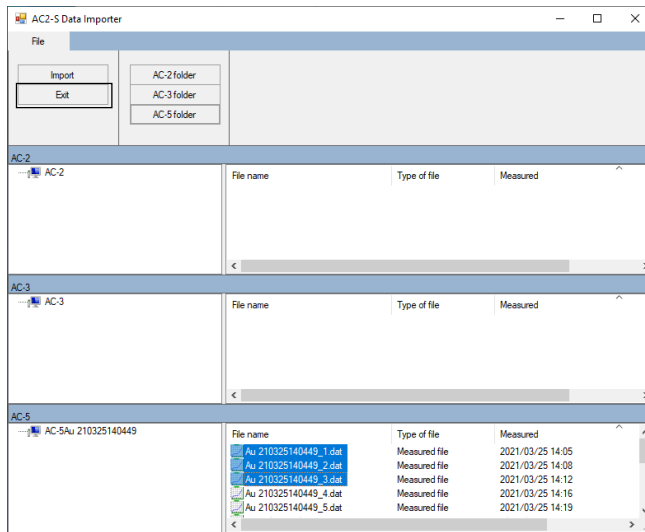 AC2-S Data Importer
File
Import
Exit
AC-2 folder
AC-3 folder
AC-5 folder
AC-2
AC-2
File name Type of file Measured
AC-3
AC-3
File name Type of file Measured
AC-5
AC-5Au 210325140449
File name Type of file Measured
Au 210325140449_1.dat Measured file 2021/03/25 14:05
Au 210325140449_2.dat Measured file 2021/03/25 14:08
Au 210325140449_3.dat Measured file 2021/03/25 14:12
Au 210325140449_4.dat Measured file 2021/03/25 14:16
Au 210325140449_5.dat Measured file 2021/03/25 14:19